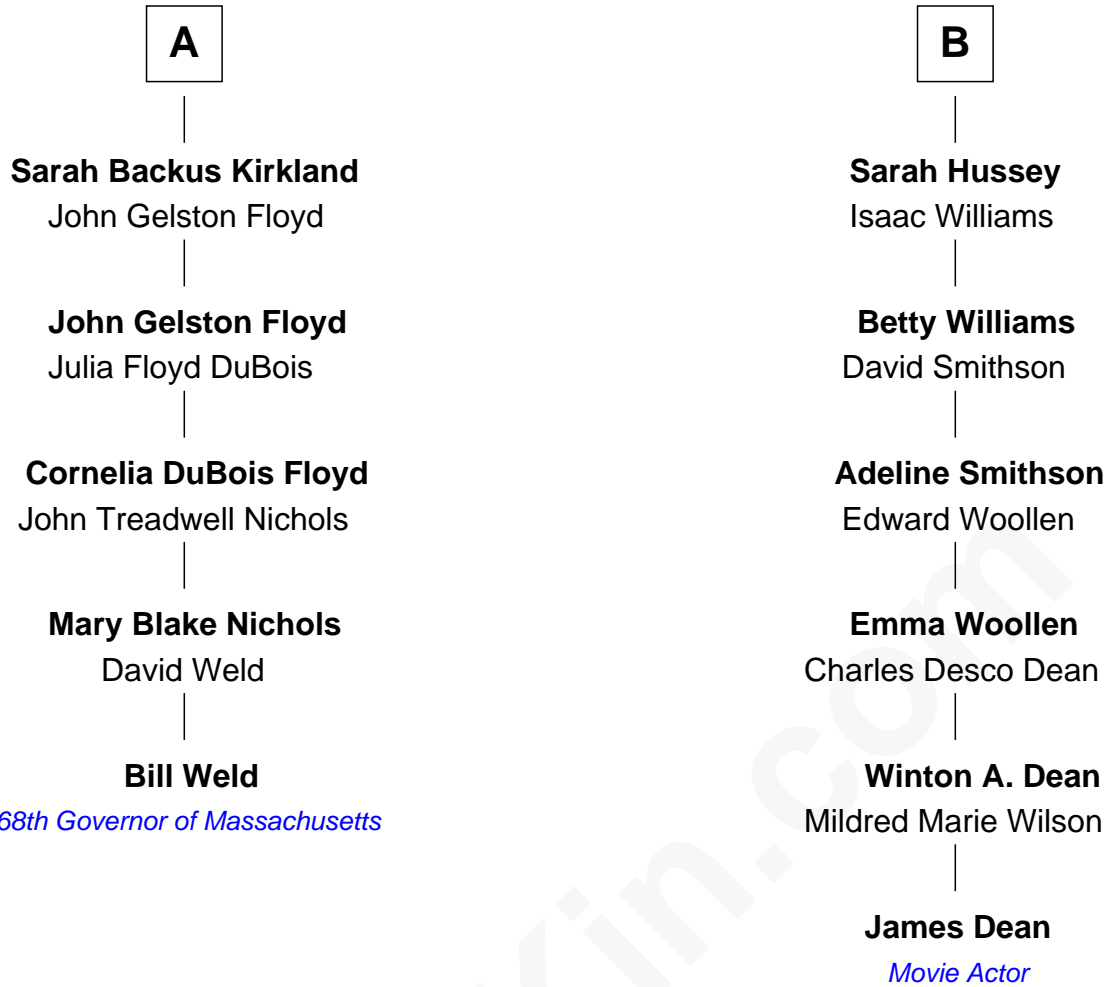 A
Sarah Backus Kirkland
John Gelston Floyd
John Gelston Floyd
Julia Floyd DuBois
Cornelia DuBois Floyd
John Treadwell Nichols
Mary Blake Nichols
David Weld
Bill Weld
68th Governor of Massachusetts
B
Sarah Hussey
Isaac Williams
Betty Williams
David Smithson
Adeline Smithson
Edward Woollen
Emma Woollen
Charles Desco Dean
Winton A. Dean
Mildred Marie Wilson
James Dean
Movie Actor
Kin.com